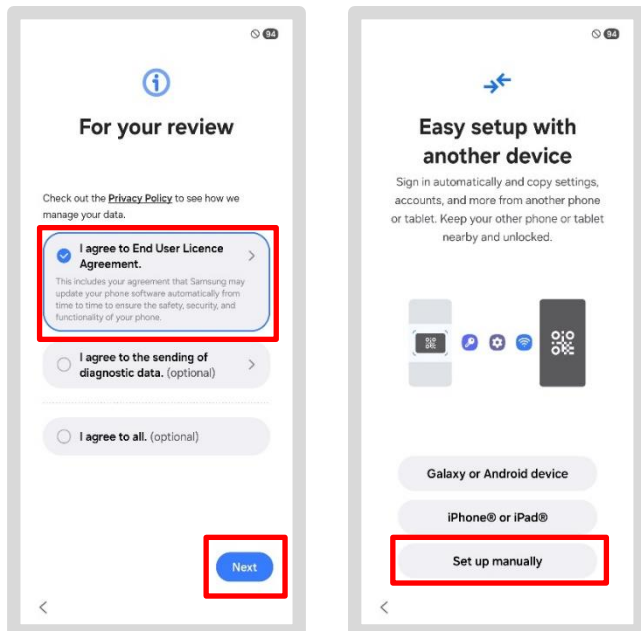 94
For your review
Check out the Privacy Policy to see how we
manage your data.
I agree to End User Licence
Agreement.
This includes your agreement that Samsung may
update your phone software automatically from
time to time to ensure the safety, security, and
functionality of your phone.
I agree to the sending of
diagnostic data. (optional)
I agree to all. (optional)
Next
94
Easy setup with
another device
Sign in automatically and copy settings,
accounts, and more from another phone
or tablet. Keep your other phone or tablet
nearby and unlocked.
Galaxy or Android device
iPhone® or iPad®
Set up manually